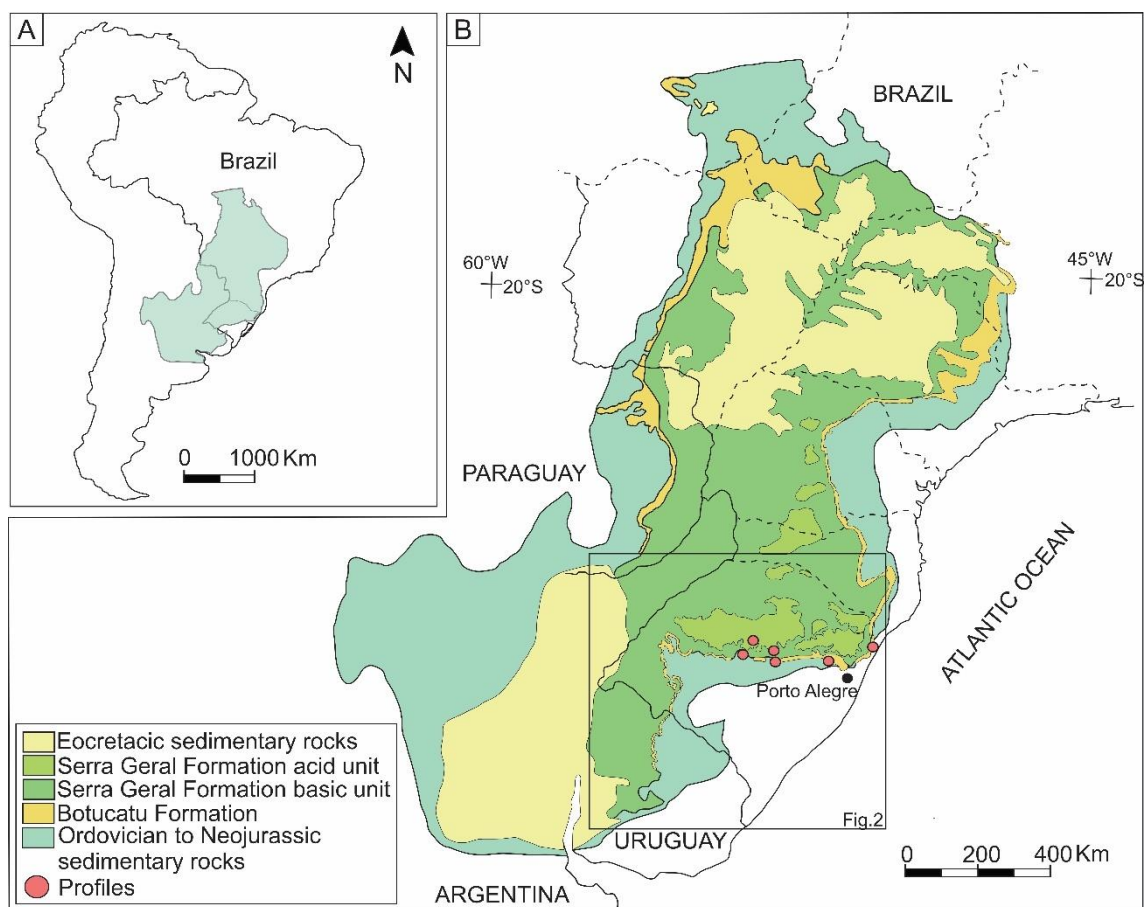 A
N
Brazil
0 1000 Km
B
BRAZIL
60°W
20°S
45°W
20°S
PARAGUAY
ATLANTIC OCEAN
Porto Alegre
Fig.2
URUGUAY
ARGENTINA
0 200 400 Km
Eocretacic sedimentary rocks
Serra Geral Formation acid unit
Serra Geral Formation basic unit
Botucatu Formation
Ordovician to Neojurassic
sedimentary rocks
Profiles